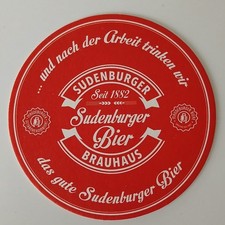 ... und nach der Arbeit trinken wir
SUDENBURGER
Seit 1882
Sudenburger
Bier
BRAUHAUS
das gute Sudenburger Bier